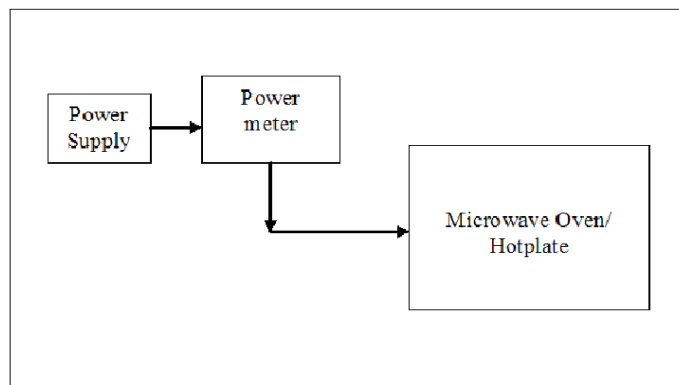 Power
Supply
Power
meter
Microwave Oven/
Hotplate